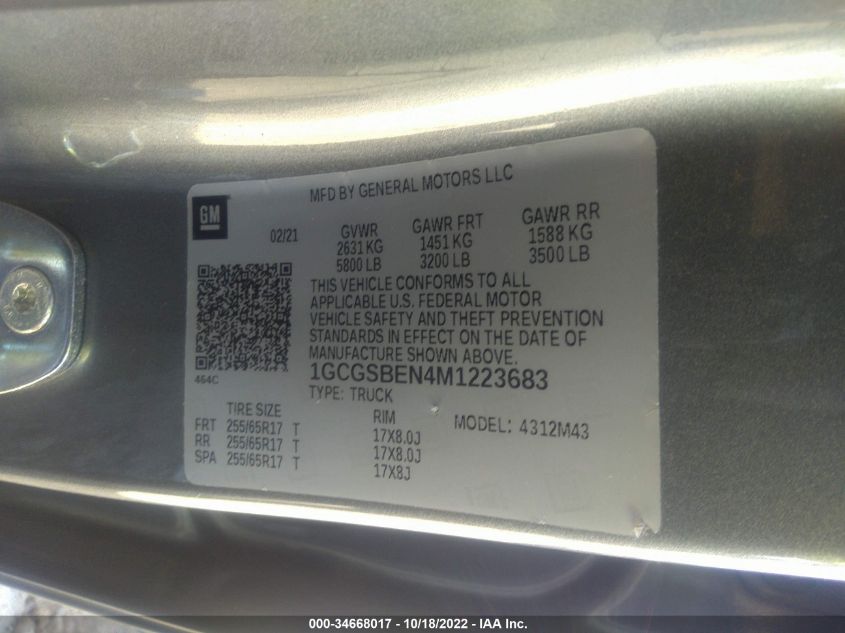 MFD BY GENERAL MOTORS LLC
GM
02/21
GVWR GAWR FRT GAWR RR
2631 KG 1451 KG 1588 KG
5800 LB 3200 LB 3500 LB
THIS VEHICLE CONFORMS TO ALL
APPLICABLE U.S. FEDERAL MOTOR
VEHICLE SAFETY AND THEFT PREVENTION
STANDARDS IN EFFECT ON THE DATE OF
MANUFACTURE SHOWN ABOVE.
464C
1GCGSBEN4M1223683
TYPE: TRUCK
TIRE SIZE RIM MODEL: 4312M43
FRT 255/65R17 T 17X8.0J
RR 255/65R17 T 17X8.0J
SPA 255/65R17 T 17X8J
000-34668017 - 10/18/2022 - IAA Inc.